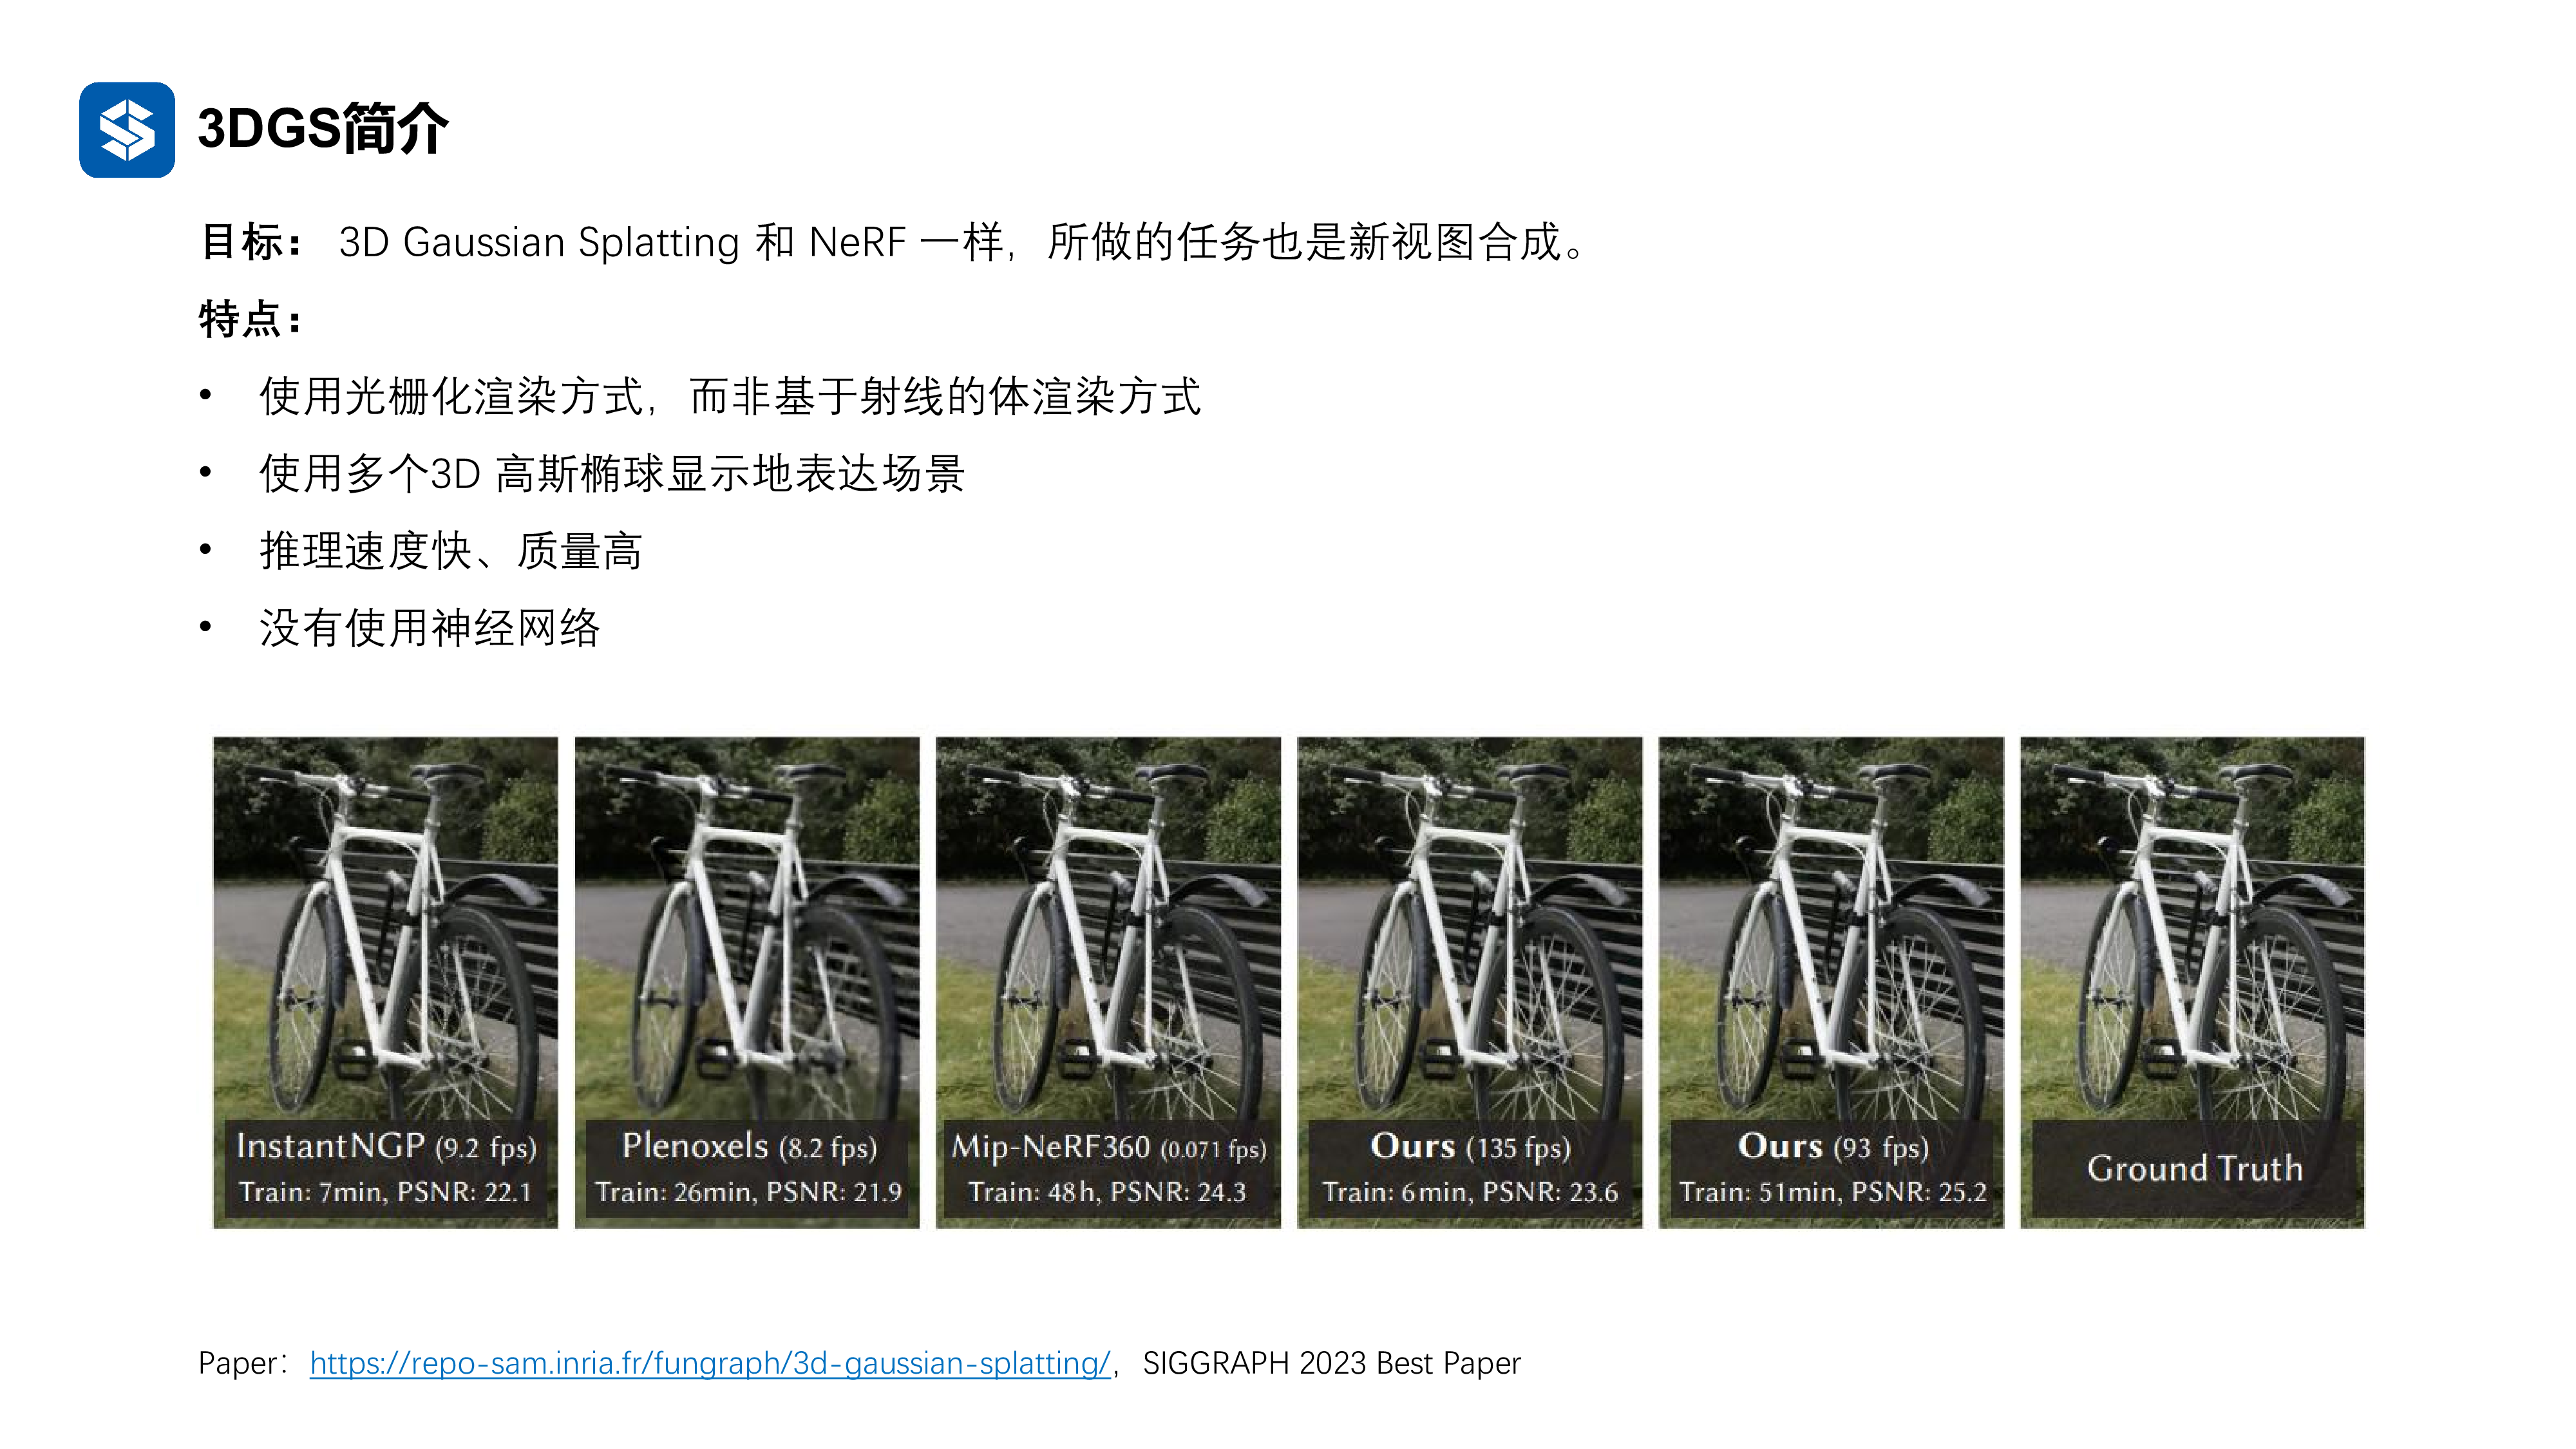 3DGS简介
目标： 3D Gaussian Splatting 和 NeRF 一样，所做的任务也是新视图合成。
特点：
• 使用光栅化渲染方式，而非基于射线的体渲染方式
• 使用多个3D 高斯椭球显示地表达场景
• 推理速度快、质量高
• 没有使用神经网络
InstantNGP (9.2 fps)
Train: 7min, PSNR: 22.1
Plenoxels (8.2 fps)
Train: 26min, PSNR: 21.9
Mip-NeRF360 (0.071 fps)
Train: 48h, PSNR: 24.3
Ours (135 fps)
Train: 6min, PSNR: 23.6
Ours (93 fps)
Train: 51min, PSNR: 25.2
Ground Truth
Paper：https://repo-sam.inria.fr/fungraph/3d-gaussian-splatting/，SIGGRAPH 2023 Best Paper